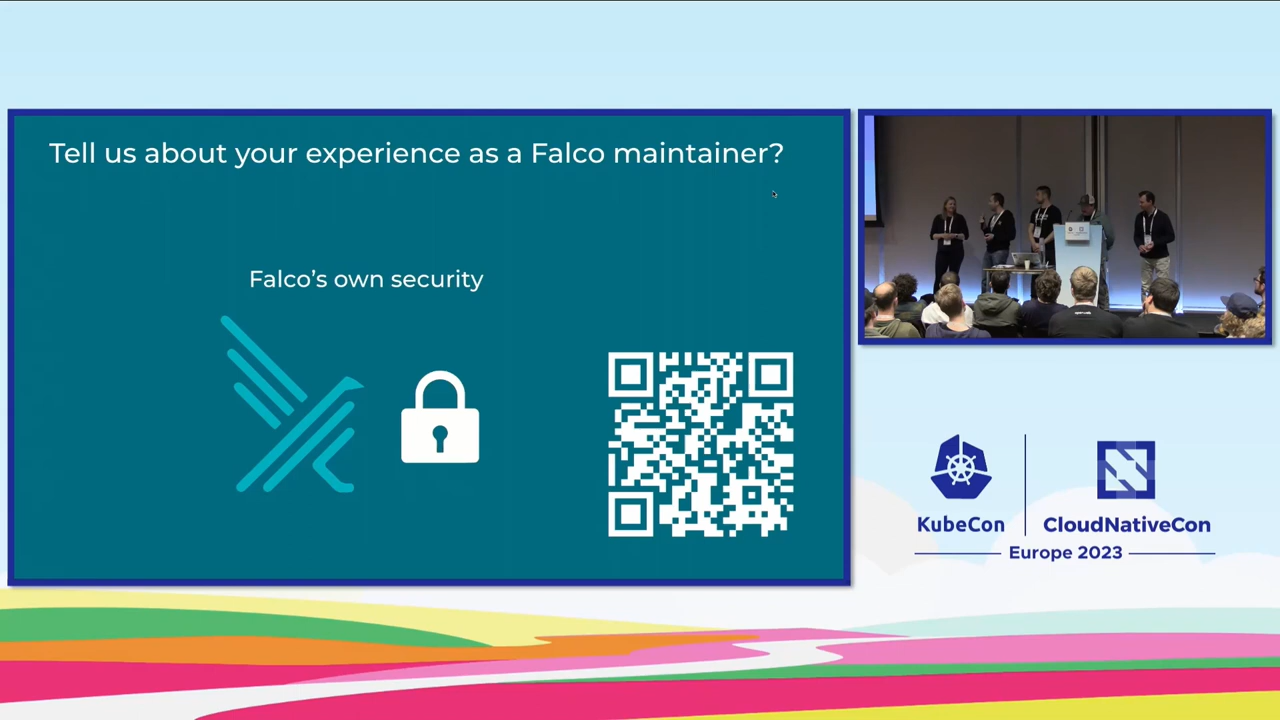 Tell us about your experience as a Falco maintainer?
Falco’s own security
KubeCon
CloudNativeCon
Europe 2023